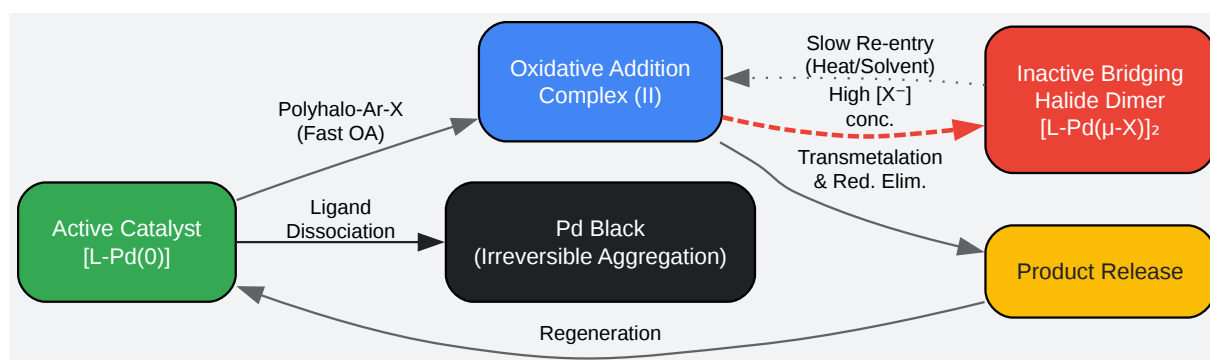 Slow Re-entry
(Heat/Solvent)
Oxidative Addition
Complex (II)
Inactive Bridging
Halide Dimer
[L-Pd(μ-X)]₂
High [X⁻]
conc.
Polyhalo-Ar-X
(Fast OA)
Transmetalation
& Red. Elim.
Ligand
Dissociation
Active Catalyst
[L-Pd(0)]
Pd Black
(Irreversible Aggregation)
Product Release
Regeneration